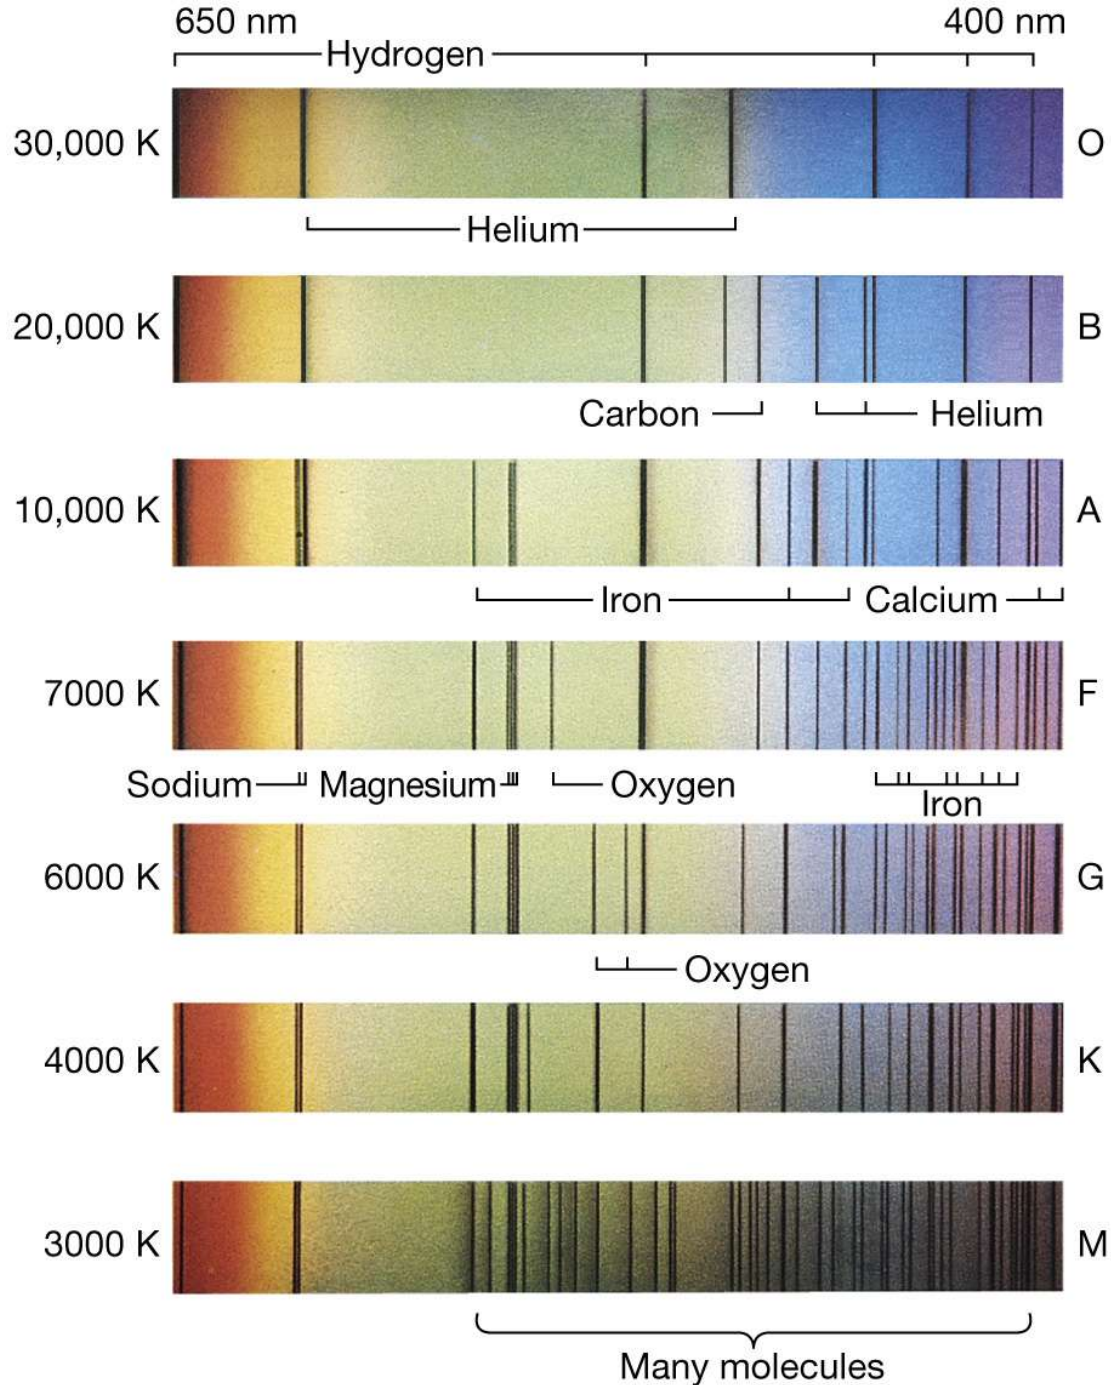 650 nm 400 nm
Hydrogen
30,000 K O
Helium
20,000 K B
Carbon Helium
10,000 K A
Iron Calcium
7000 K F
Sodium Magnesium Oxygen Iron
6000 K G
Oxygen
4000 K K
3000 K M
Many molecules